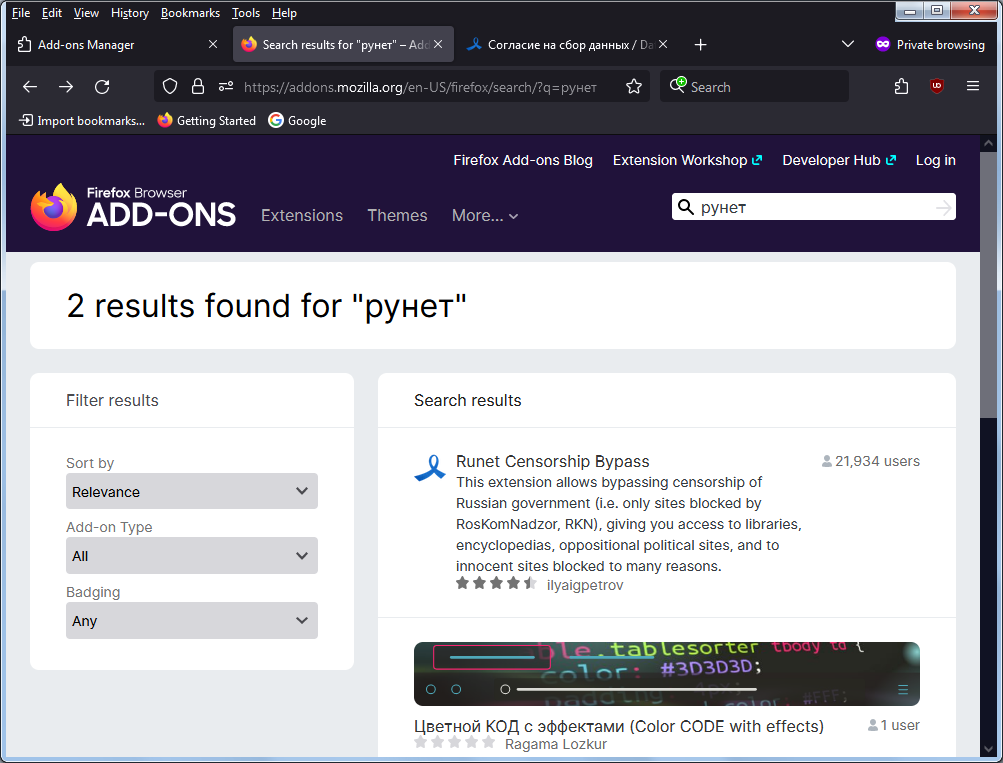 File Edit View History Bookmarks Tools Help
Add-ons Manager
Search results for "рунет" – Add
Согласие на сбор данных / Da
Private browsing
https://addons.mozilla.org/en-US/firefox/search/?q=рунет
Search
Import bookmarks...
Getting Started
Google
Firefox Add-ons Blog
Extension Workshop
Developer Hub
Log in
Firefox Browser
ADD-ONS
Extensions
Themes
More...
рунет
2 results found for "рунет"
Filter results
Sort by
Relevance
Add-on Type
All
Badging
Any
Search results
Runet Censorship Bypass
21,934 users
This extension allows bypassing censorship of
Russian government (i.e. only sites blocked by
RosKomNadzor, RKN), giving you access to libraries,
encyclopedias, oppositional political sites, and to
innocent sites blocked to many reasons.
ilyaigpetrov
ble.tablesorter tbody td {
color: #3D3D3D;
Цветной КОД с эффектами (Color CODE with effects)
1 user
Ragama Lozkur